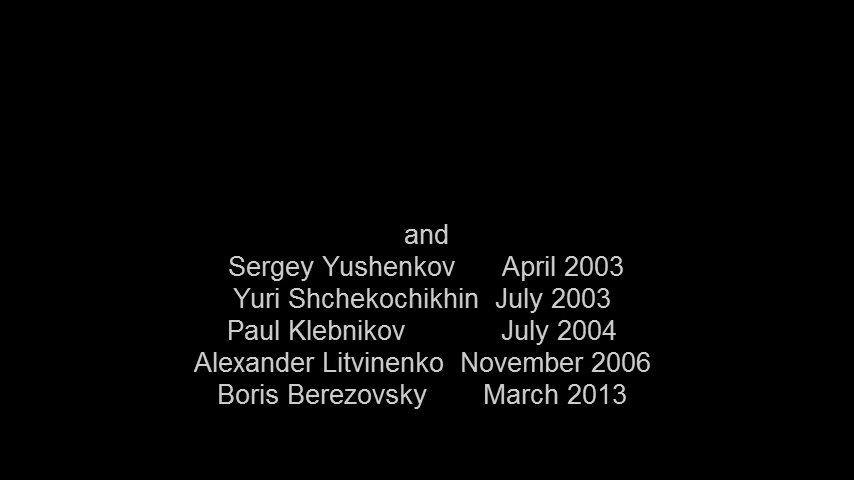 and
Sergey Yushenkov April 2003
Yuri Shchekochikhin July 2003
Paul Klebnikov July 2004
Alexander Litvinenko November 2006
Boris Berezovsky March 2013